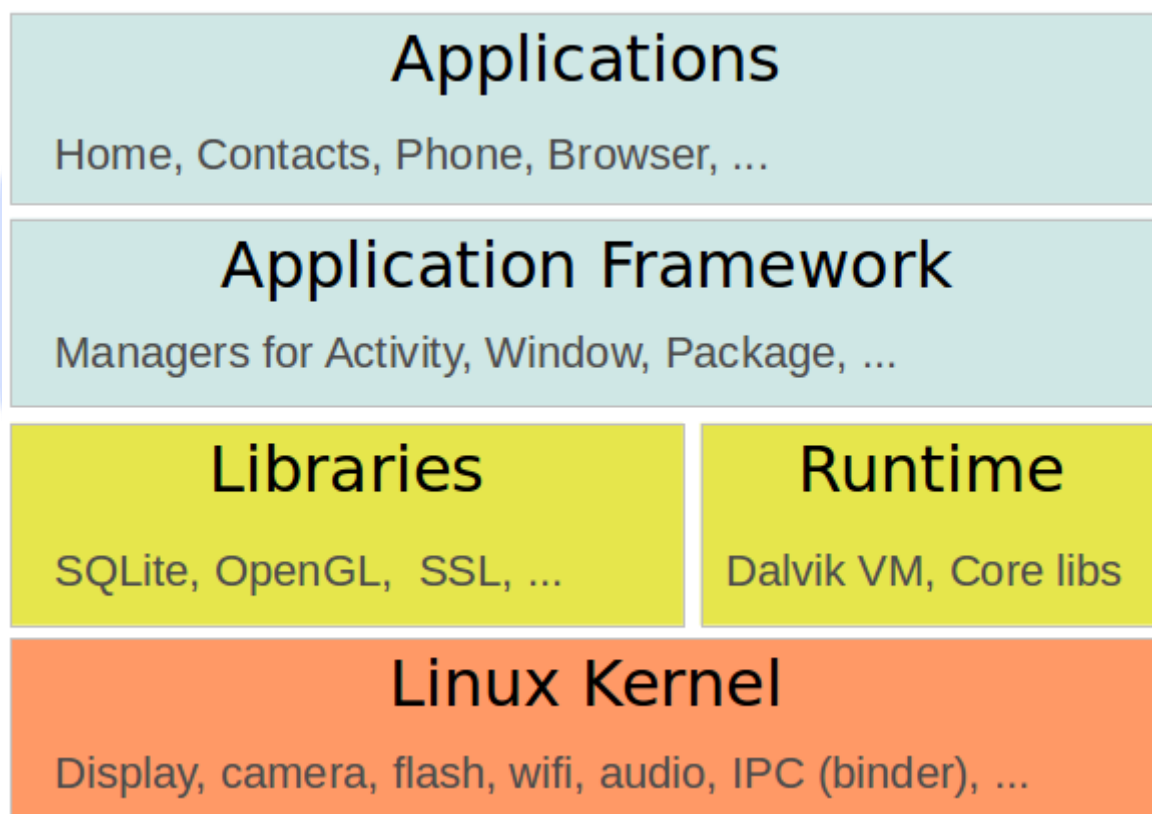 Applications
Home, Contacts, Phone, Browser, ...
Application Framework
Managers for Activity, Window, Package, ...
Libraries
SQLite, OpenGL,  SSL, ...
Runtime
Dalvik VM, Core libs
Linux Kernel
Display, camera, flash, wifi, audio, IPC (binder), ...